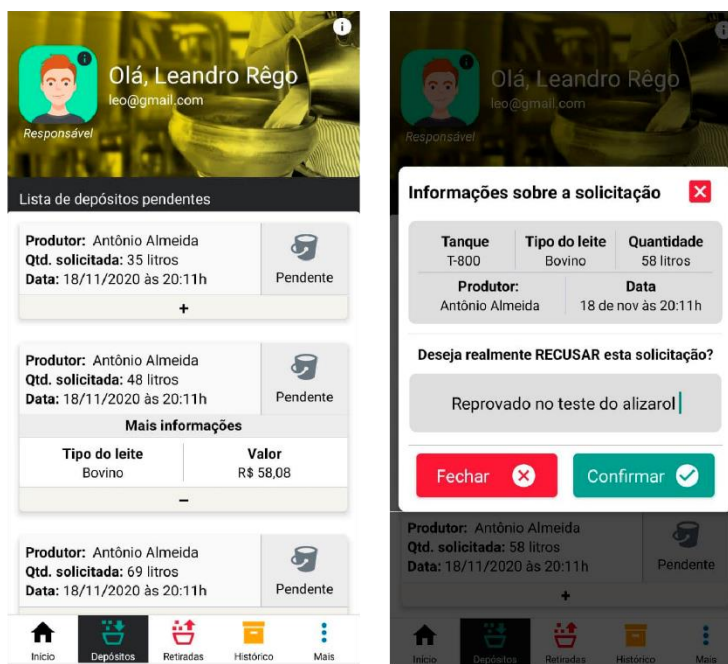 Olá, Leandro Rêgo
leo@gmail.com
Responsável
Lista de depósitos pendentes
Produtor: Antônio Almeida
Qtd. solicitada: 35 litros
Data: 18/11/2020 às 20:11h
Pendente
+
Produtor: Antônio Almeida
Qtd. solicitada: 48 litros
Data: 18/11/2020 às 20:11h
Pendente
Mais informações
Tipo do leite Valor
Bovino R$ 58,08
–
Produtor: Antônio Almeida
Qtd. solicitada: 69 litros
Data: 18/11/2020 às 20:11h
Pendente
Início Depósitos Retiradas Histórico Mais
Olá, Leandro Rêgo
leo@gmail.com
Responsável
Informações sobre a solicitação
Tanque Tipo do leite Quantidade
T-800 Bovino 58 litros
Produtor: Data
Antônio Almeida 18 de nov às 20:11h
Deseja realmente RECUSAR esta solicitação?
Reprovado no teste do alizarol
Fechar Confirmar
Produtor: Antônio Almeida
Qtd. solicitada: 58 litros
Data: 18/11/2020 às 20:11h
Pendente
+
Início Depósitos Retiradas Histórico Mais